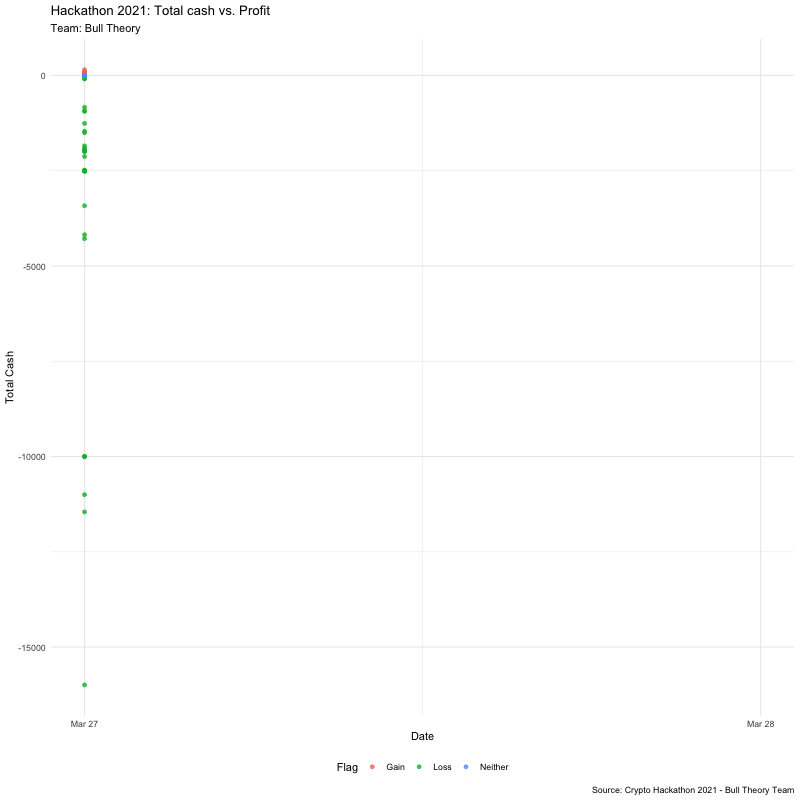 Hackathon 2021: Total cash vs. Profit
Team: Bull Theory
Total Cash
0
-5000
-10000
-15000
Mar 27
Mar 28
Date
Flag Gain Loss Neither
Source: Crypto Hackathon 2021 - Bull Theory Team